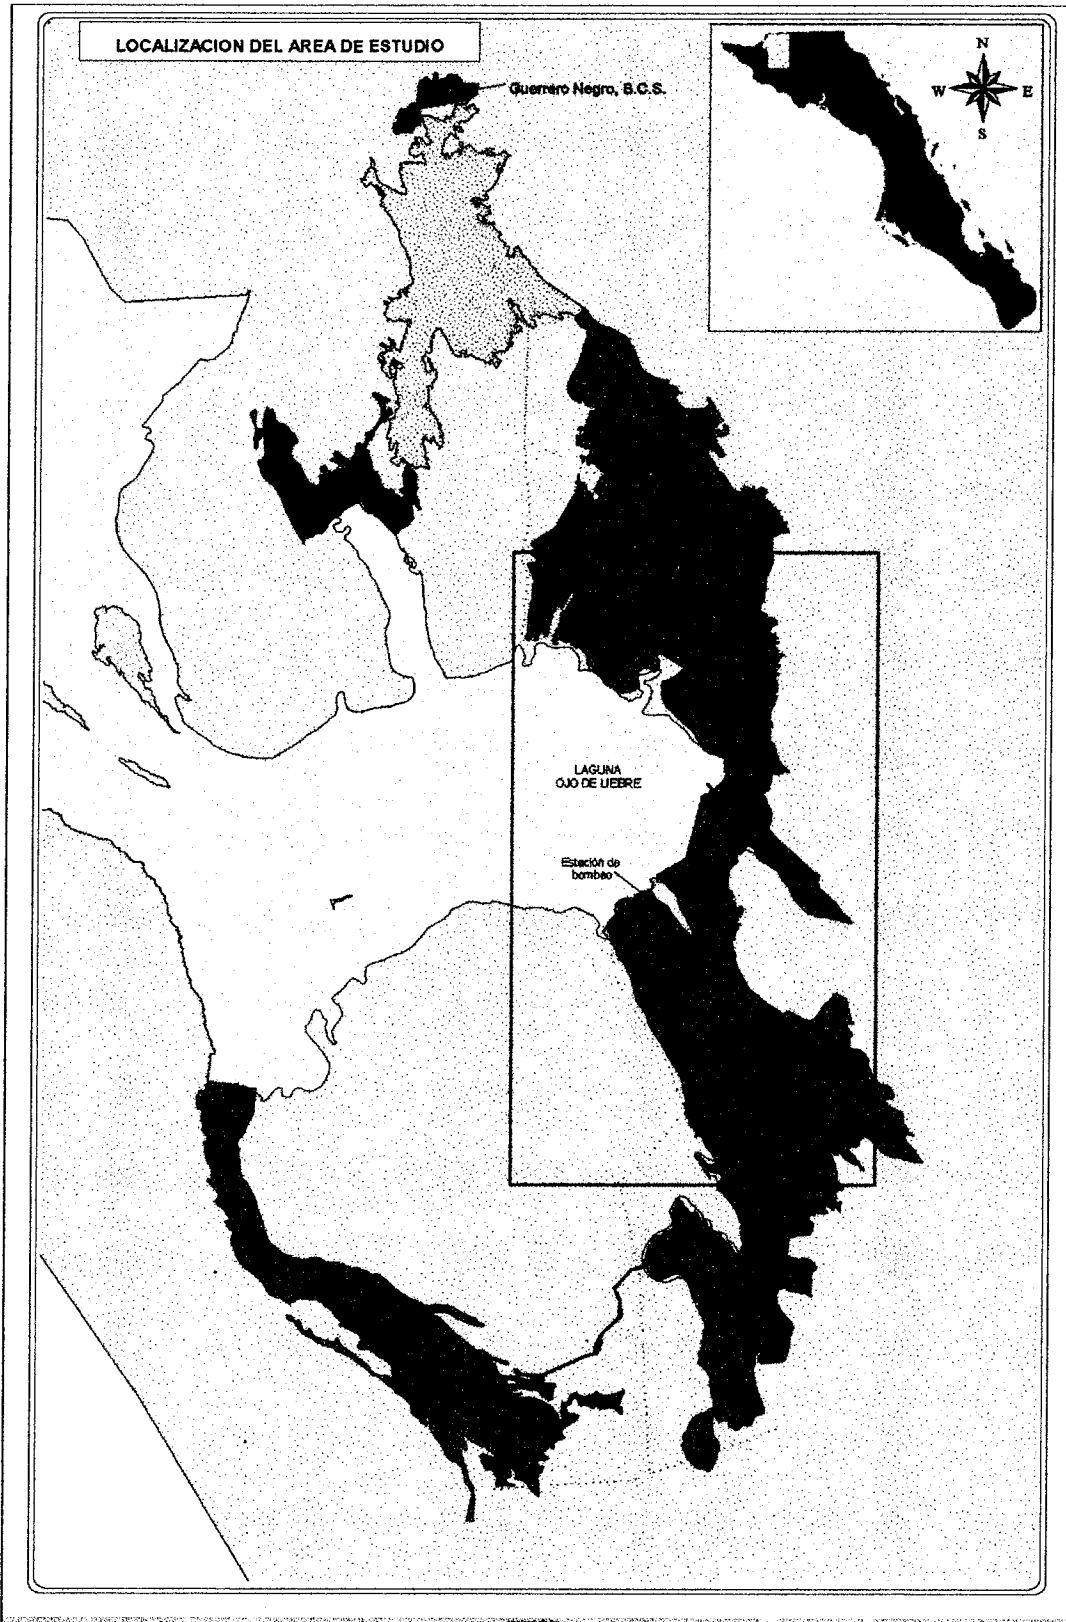 LOCALIZACION DEL AREA DE ESTUDIO
Guerrero Negro, B.C.S.
N
W
E
S
LAGUNA
OJO DE LIEBRE
Estación de
bombeo